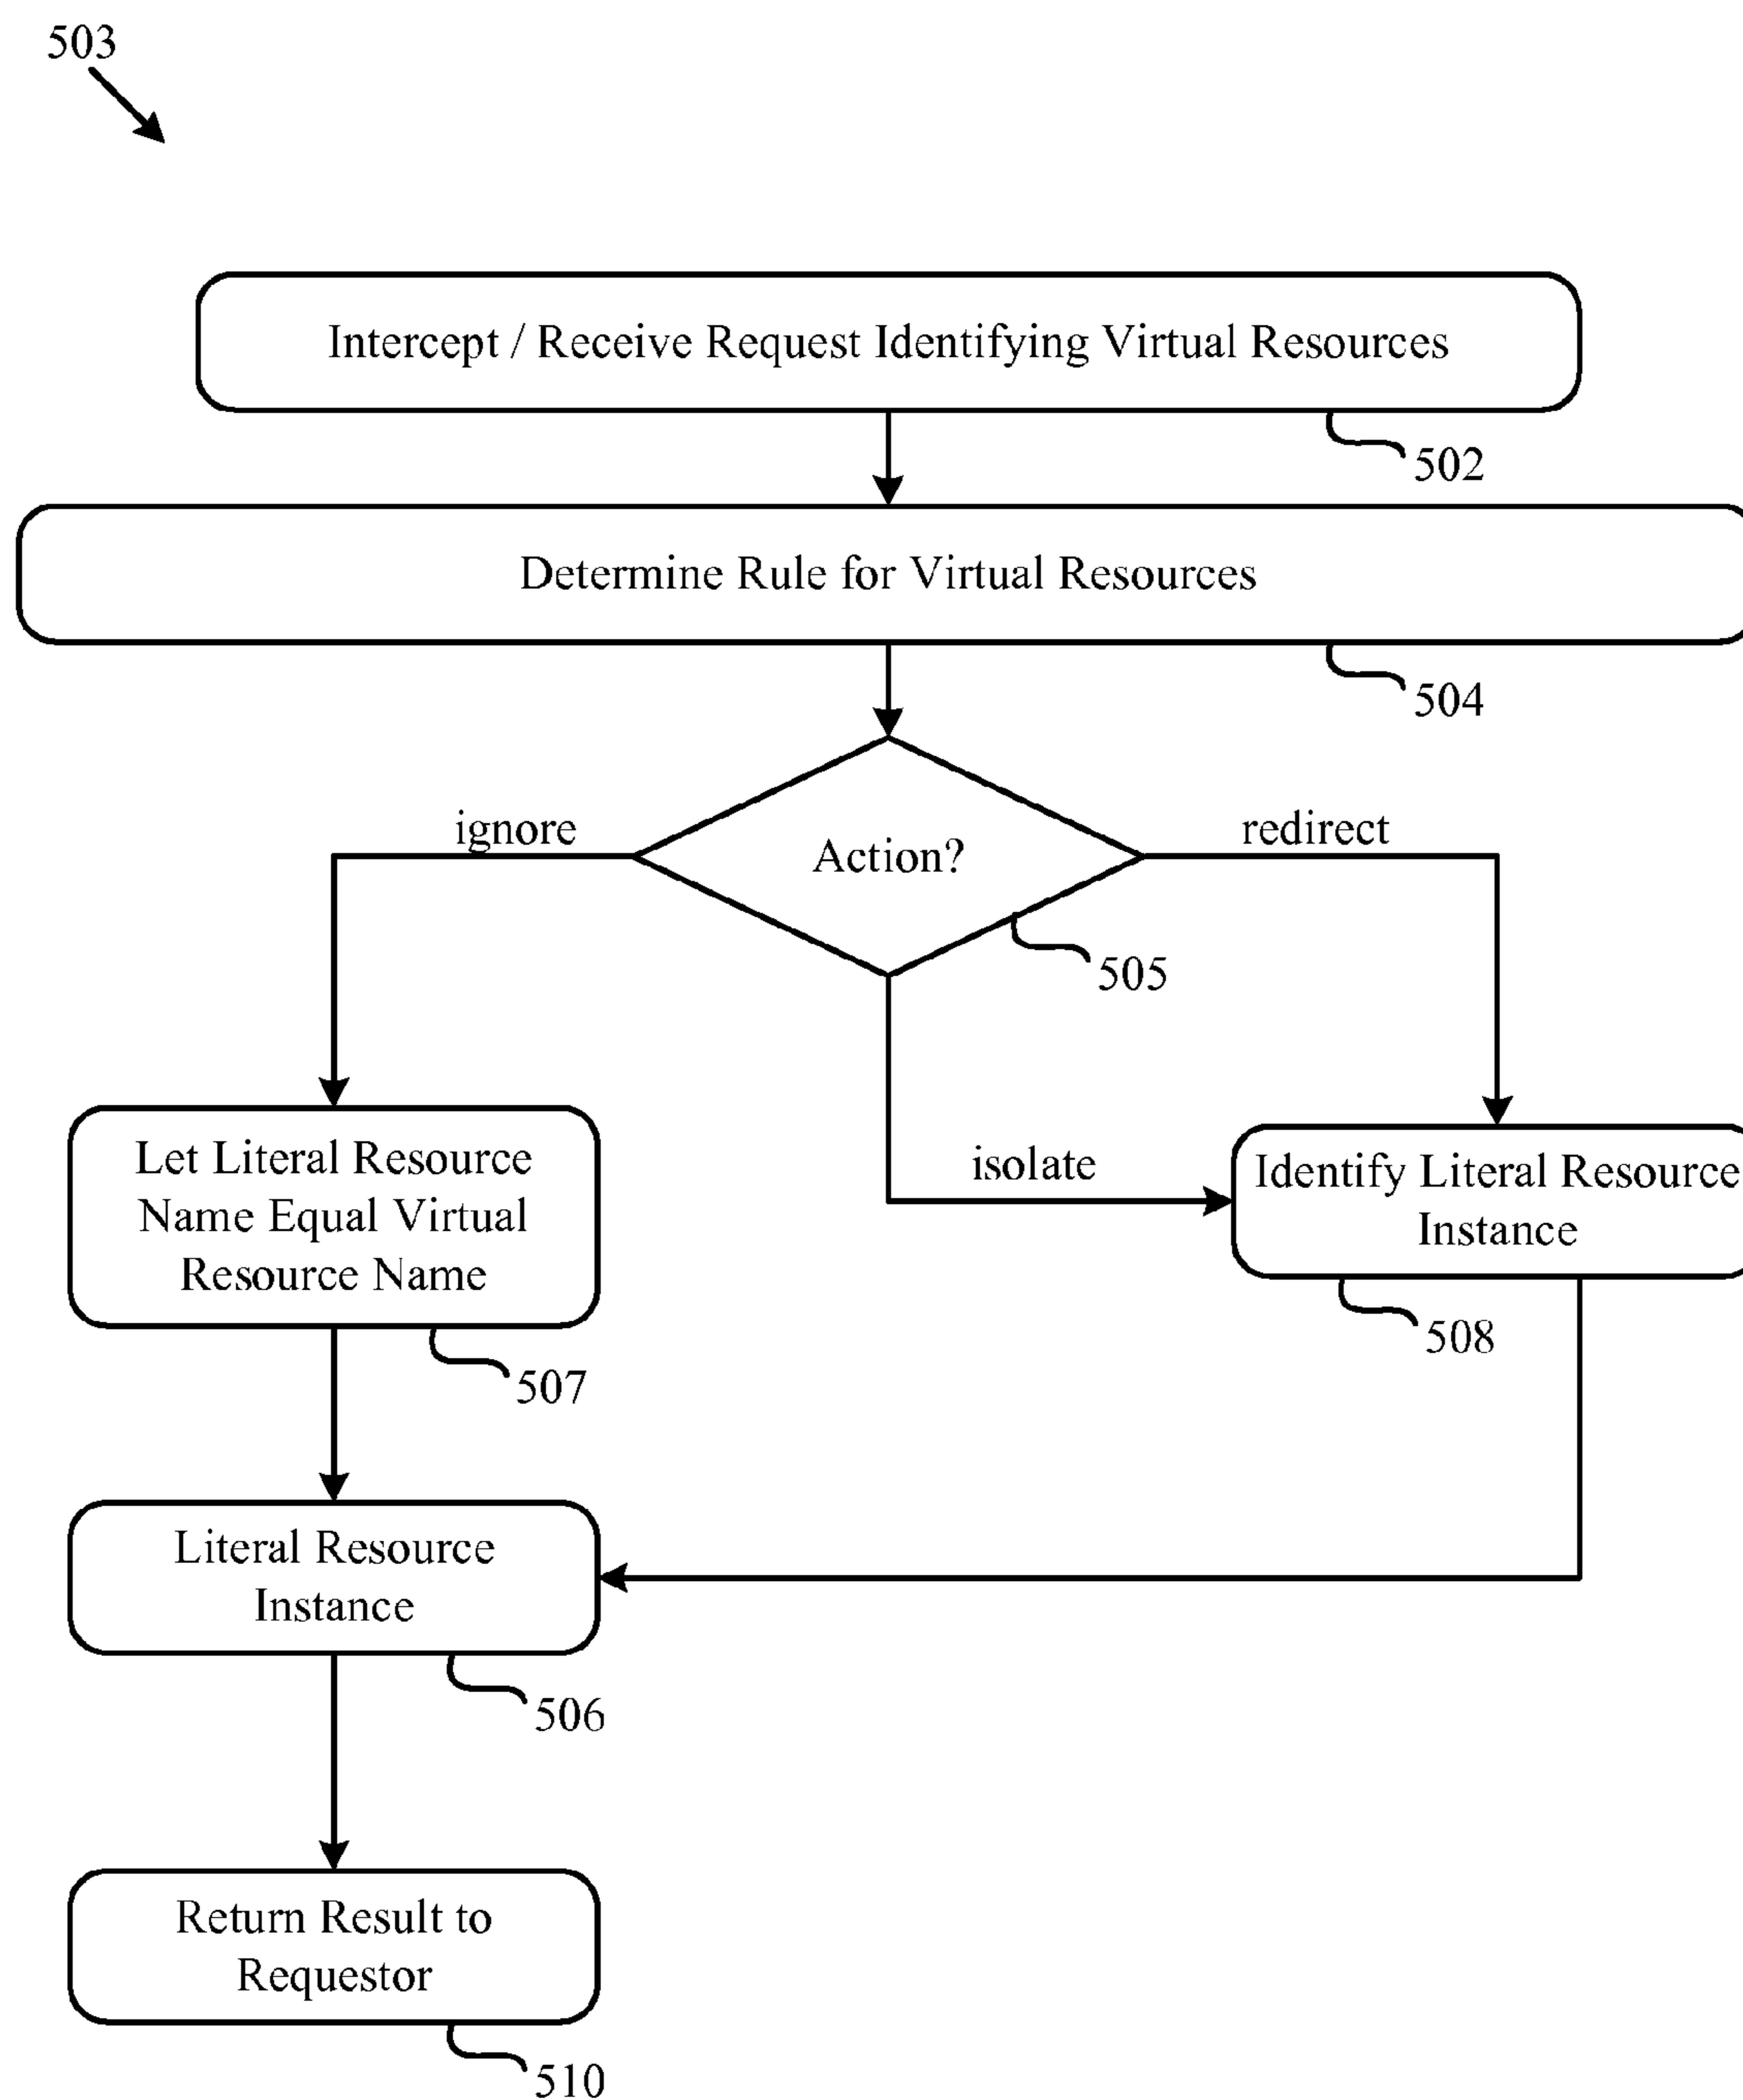 503
Intercept / Receive Request Identifying Virtual Resources
502
Determine Rule for Virtual Resources
504
ignore
Action?
redirect
505
Let Literal Resource
Name Equal Virtual
Resource Name
507
isolate
Identify Literal Resource
Instance
508
Literal Resource
Instance
506
Return Result to
Requestor
510